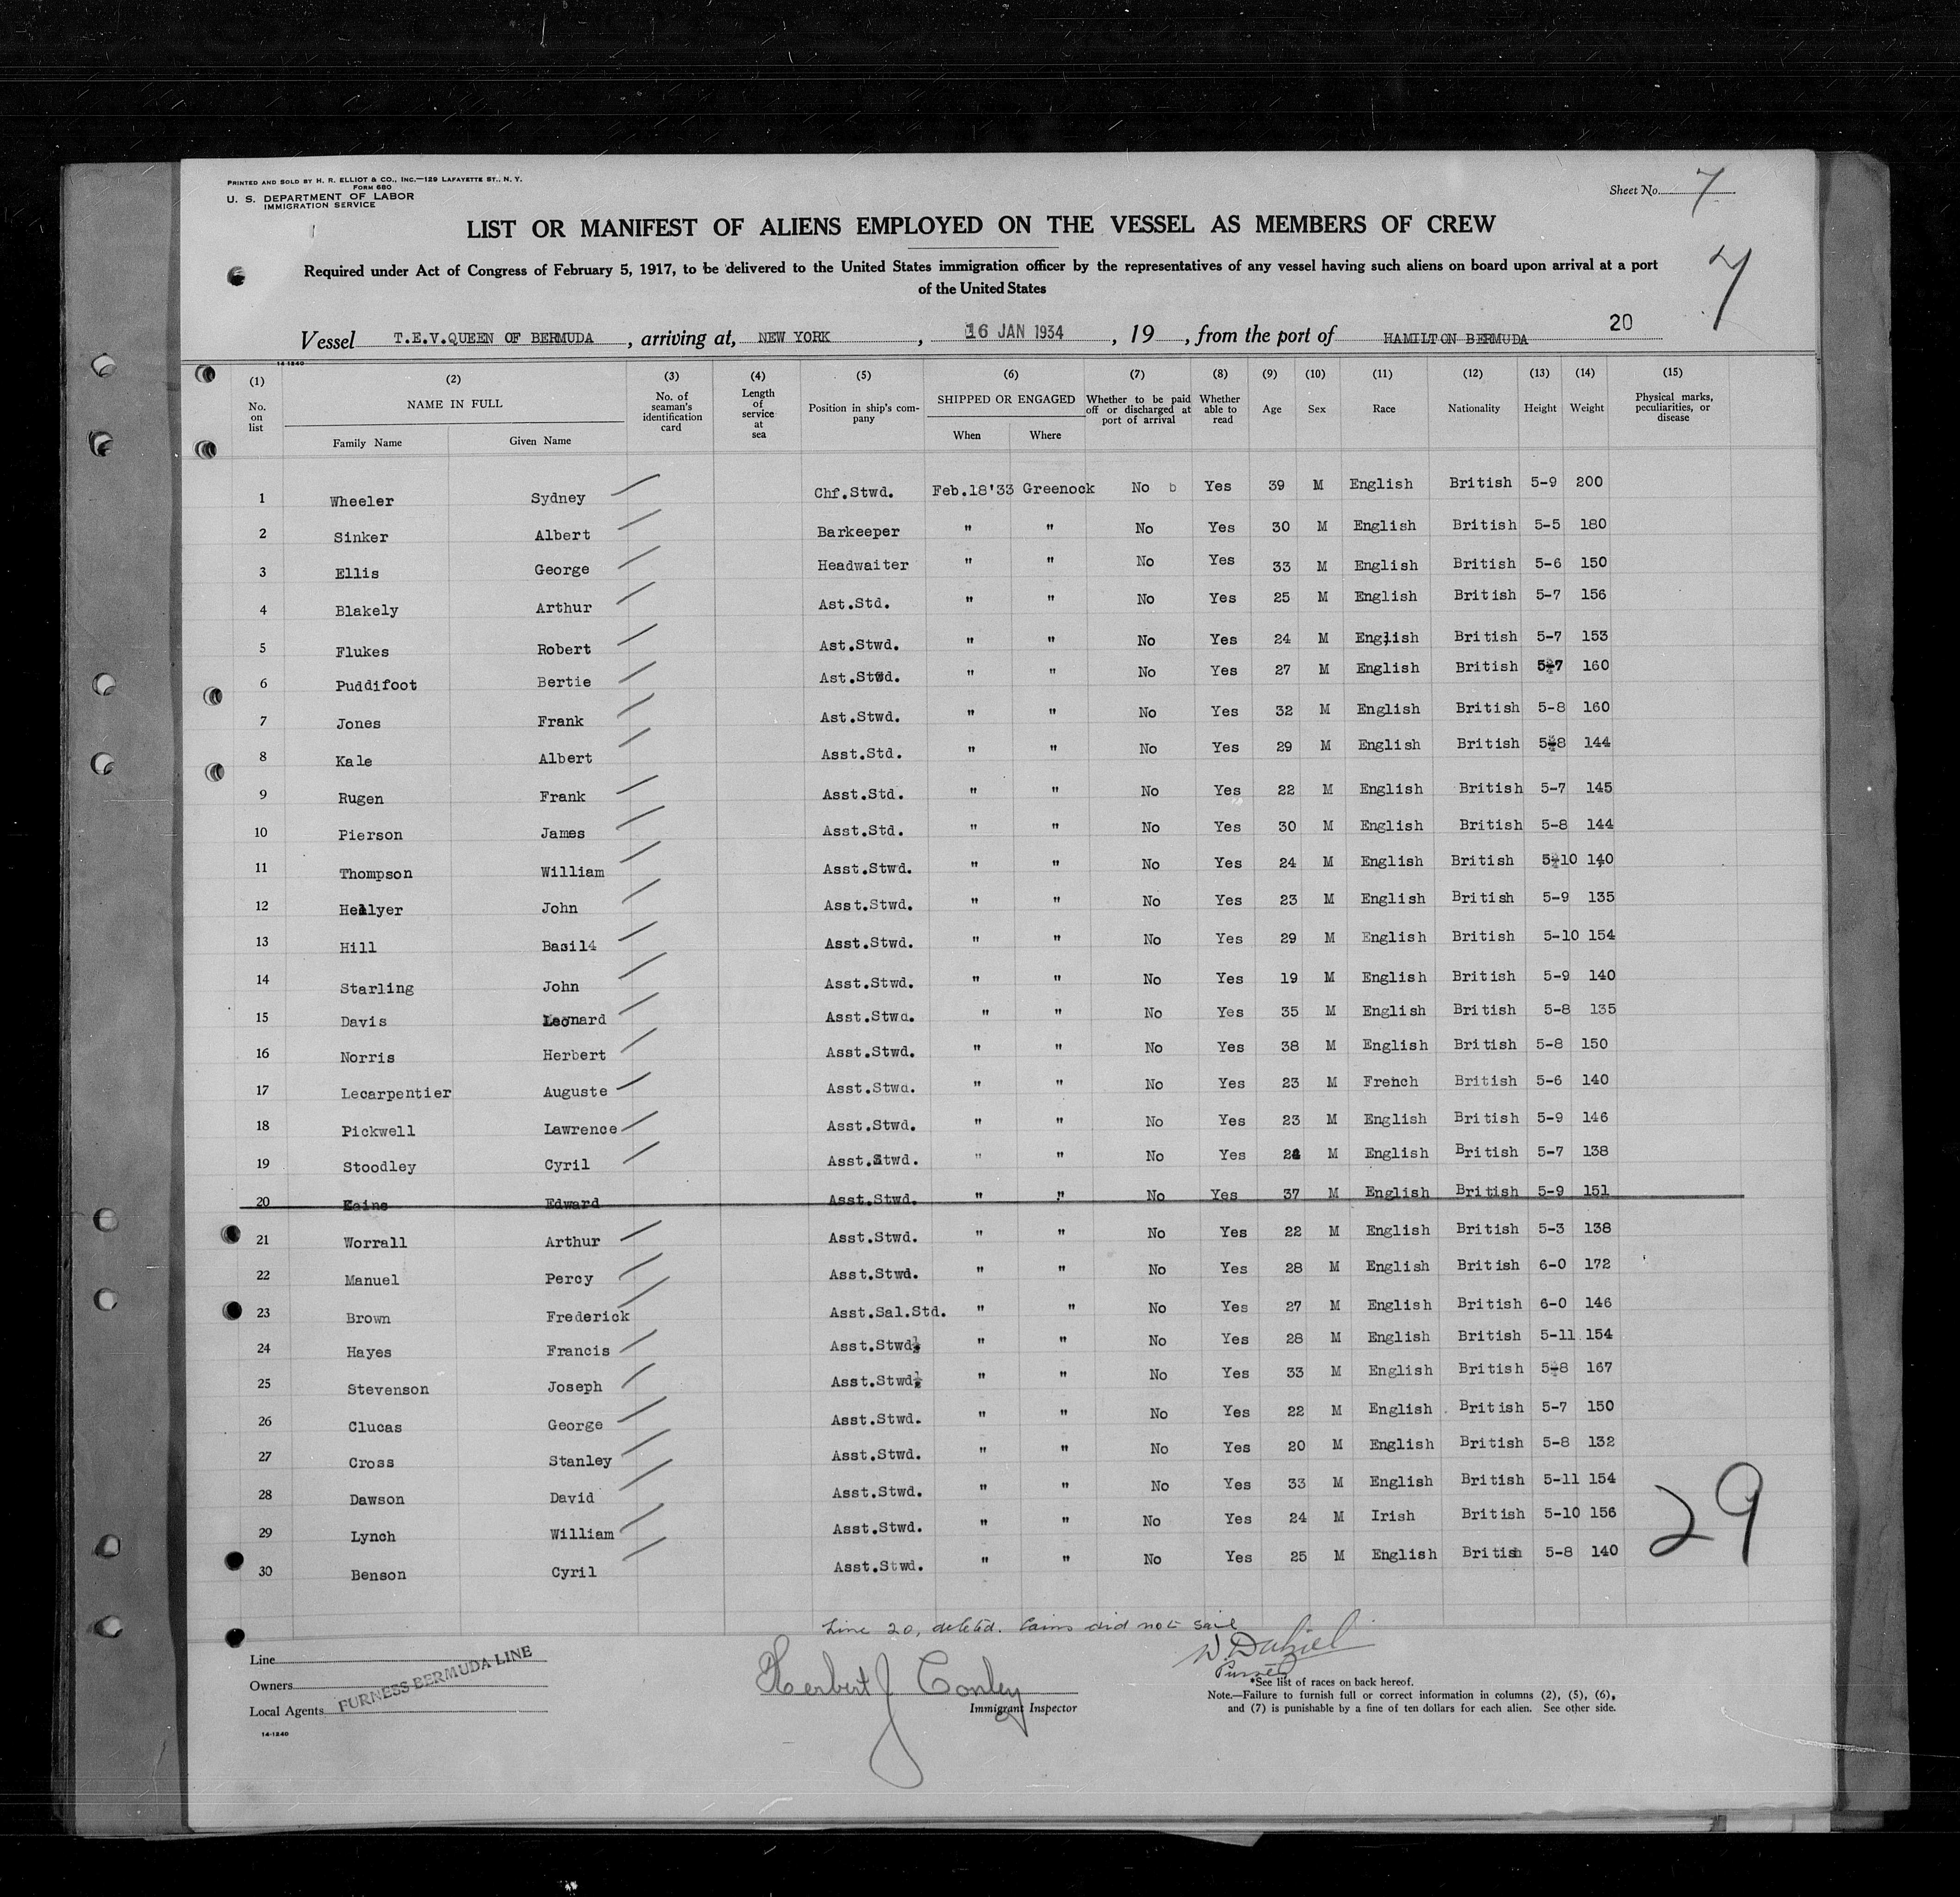 PRINTED AND SOLD BY H. R. ELLIOT & CO., INC.—129 LAFAYETTE ST., N. Y.
FORM 680
U. S. DEPARTMENT OF LABOR
IMMIGRATION SERVICE
Sheet No. 7
LIST OR MANIFEST OF ALIENS EMPLOYED ON THE VESSEL AS MEMBERS OF CREW
Required under Act of Congress of February 5, 1917, to be delivered to the United States immigration officer by the representatives of any vessel having such aliens on board upon arrival at a port
of the United States
7
20
Vessel T.E.V.QUEEN OF BERMUDA, arriving at, NEW YORK, 16 JAN 1934, 19, from the port of HAMILTON BERMUDA
14-1240
(1) (2) (3) (4) (5) (6) (7) (8) (9) (10) (11) (12) (13) (14) (15)
No. on list NAME IN FULL Family Name Given Name No. of seaman's identification card Length of service at sea Position in ship's company SHIPPED OR ENGAGED When Where Whether to be paid off or discharged at port of arrival Whether able to read Age Sex Race Nationality Height Weight Physical marks, peculiarities, or disease
1 Wheeler Sydney Chf.Stwd. Feb.18'33 Greenock No b Yes 39 M English British 5-9 200
2 Sinker Albert Barkeeper " " No Yes 30 M English British 5-5 180
3 Ellis George Headwaiter " " No Yes 33 M English British 5-6 150
4 Blakely Arthur Ast.Std. " " No Yes 25 M English British 5-7 156
5 Flukes Robert Ast.Stwd. " " No Yes 24 M English British 5-7 153
6 Puddifoot Bertie Ast.Stwd. " " No Yes 27 M English British 5-7 160
7 Jones Frank Ast.Stwd. " " No Yes 32 M English British 5-8 160
8 Kale Albert Asst.Std. " " No Yes 29 M English British 5-8 144
9 Rugen Frank Asst.Std. " " No Yes 22 M English British 5-7 145
10 Pierson James Asst.Std. " " No Yes 30 M English British 5-8 144
11 Thompson William Asst.Stwd. " " No Yes 24 M English British 5-10 140
12 Hellyer John Asst.Stwd. " " No Yes 23 M English British 5-9 135
13 Hill Basil4 Asst.Stwd. " " No Yes 29 M English British 5-10 154
14 Starling John Asst.Stwd. " " No Yes 19 M English British 5-9 140
15 Davis Leonard Asst.Stwd. " " No Yes 35 M English British 5-8 135
16 Norris Herbert Asst.Stwd. " " No Yes 38 M English British 5-8 150
17 Lecarpentier Auguste Asst.Stwd. " " No Yes 23 M French British 5-6 140
18 Pickwell Lawrence Asst.Stwd. " " No Yes 23 M English British 5-9 146
19 Stoodley Cyril Asst.Stwd. " " No Yes 24 M English British 5-7 138
20 Eains Edward Asst.Stwd. " " No Yes 37 M English British 5-9 151
21 Worrall Arthur Asst.Stwd. " " No Yes 22 M English British 5-3 138
22 Manuel Percy Asst.Stwd. " " No Yes 28 M English British 6-0 172
23 Brown Frederick Asst.Sal.Std. " " No Yes 27 M English British 6-0 146
24 Hayes Francis Asst.Stwd. " " No Yes 28 M English British 5-11 154
25 Stevenson Joseph Asst.Stwd. " " No Yes 33 M English British 5-8 167
26 Clucas George Asst.Stwd. " " No Yes 22 M English British 5-7 150
27 Cross Stanley Asst.Stwd. " " No Yes 20 M English British 5-8 132
28 Dawson David Asst.Stwd. " " No Yes 33 M English British 5-11 154
29 Lynch William Asst.Stwd. " " No Yes 24 M Irish British 5-10 156
30 Benson Cyril Asst.Stwd. " " No Yes 25 M English British 5-8 140
29
Line 20, deleted. Eains did not sail
Line
Owners
Local Agents
FURNESS BERMUDA LINE
14-1240
Herbert J Conley
Immigrant Inspector
Purser
*See list of races on back hereof.
Note.—Failure to furnish full or correct information in columns (2), (5), (6),
and (7) is punishable by a fine of ten dollars for each alien. See other side.